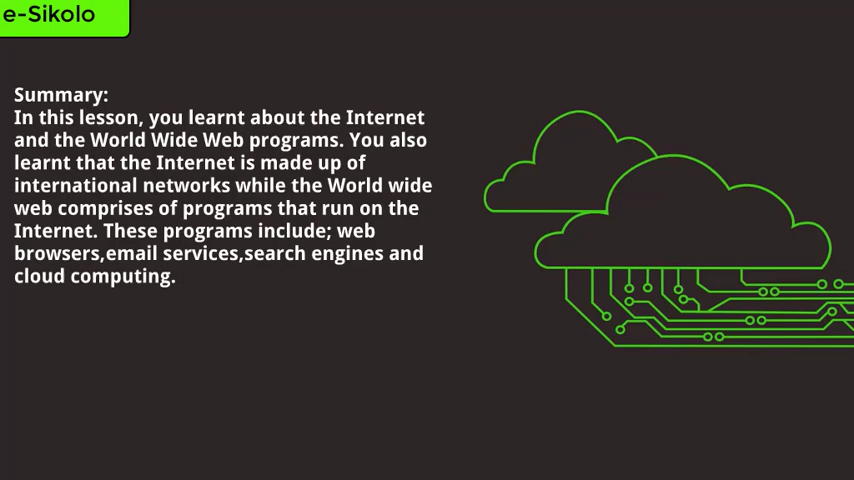 e-Sikolo
Summary:
In this lesson, you learnt about the Internet
and the World Wide Web programs. You also
learnt that the Internet is made up of
international networks while the World wide
web comprises of programs that run on the
Internet. These programs include; web
browsers,email services,search engines and
cloud computing.